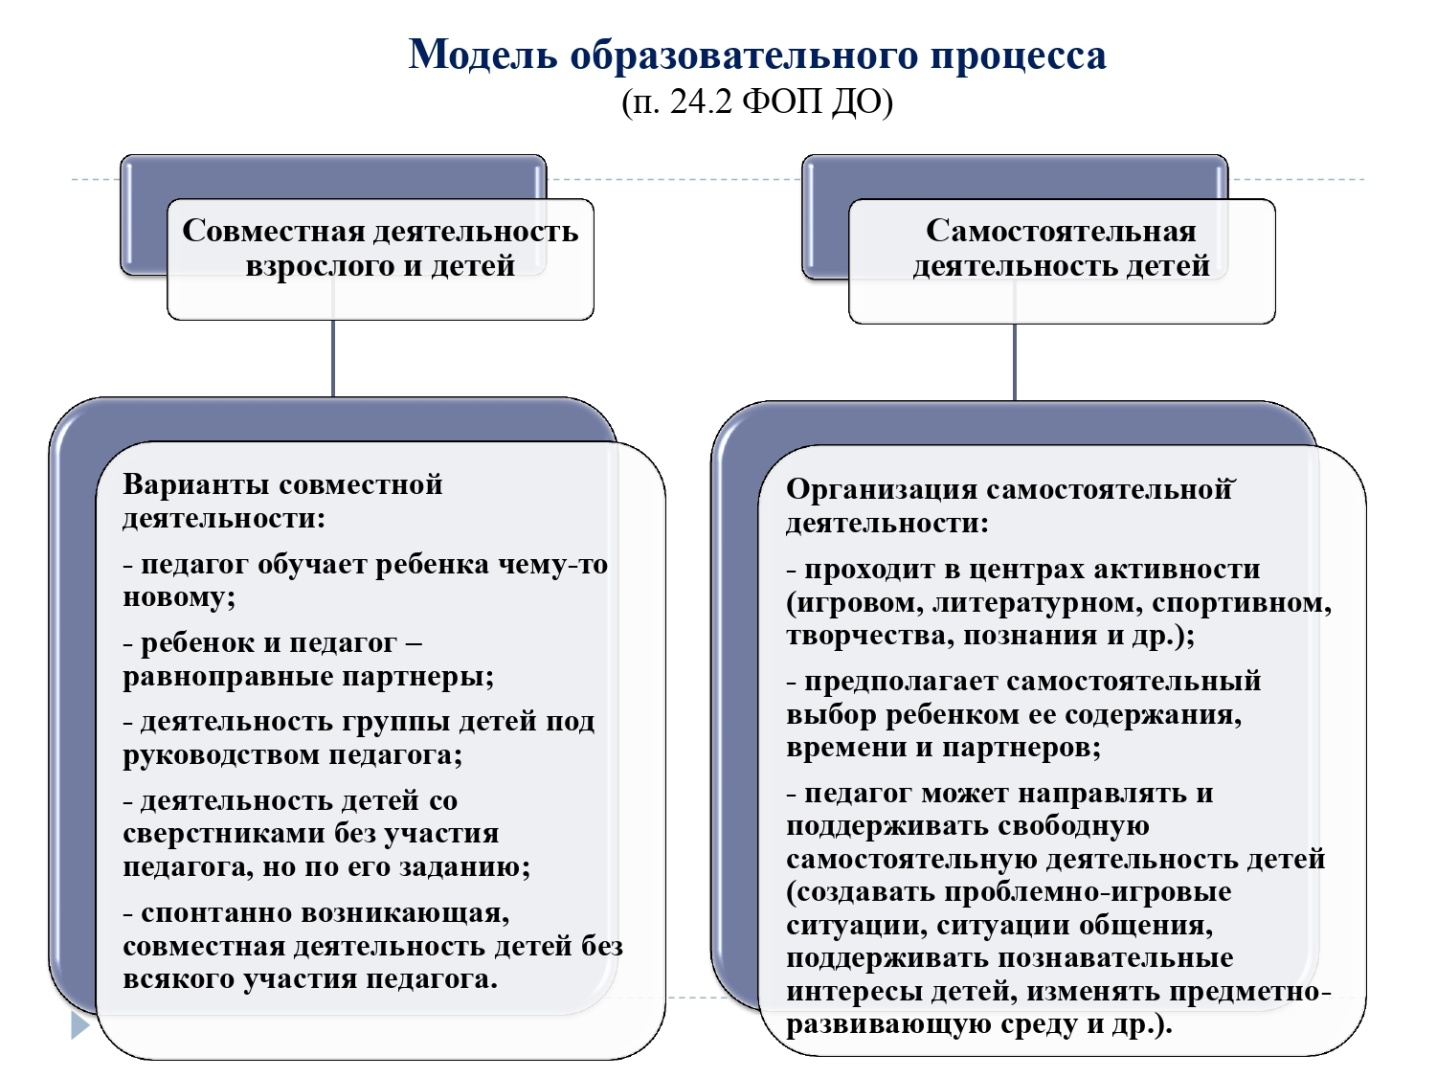 Модель образовательного процесса
(п. 24.2 ФОП ДО)
Совместная деятельность
взрослого и детей
Варианты совместной
деятельности:
- педагог обучает ребенка чему-то
новому;
- ребенок и педагог –
равноправные партнеры;
- деятельность группы детей под
руководством педагога;
- деятельность детей со
сверстниками без участия
педагога, но по его заданию;
- спонтанно возникающая,
совместная деятельность детей без
всякого участия педагога.
Самостоятельная
деятельность детей
Организация самостоятельной
деятельности:
- проходит в центрах активности
(игровом, литературном, спортивном,
творчества, познания и др.);
- предполагает самостоятельный
выбор ребенком ее содержания,
времени и партнеров;
- педагог может направлять и
поддерживать свободную
самостоятельную деятельность детей
(создавать проблемно-игровые
ситуации, ситуации общения,
поддерживать познавательные
интересы детей, изменять предметно-
развивающую среду и др.).